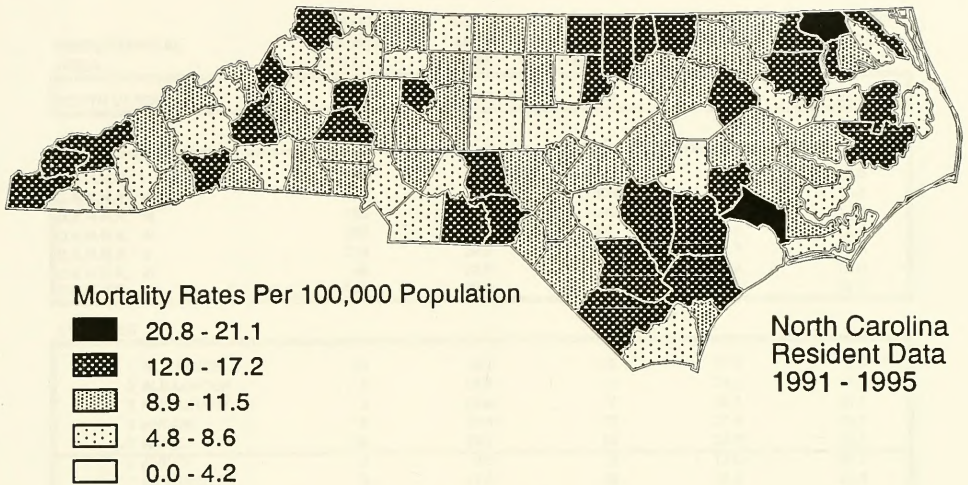 Mortality Rates Per 100,000 Population
20.8 - 21.1
12.0 - 17.2
8.9 - 11.5
4.8 - 8.6
0.0 - 4.2
North Carolina
Resident Data
1991 - 1995